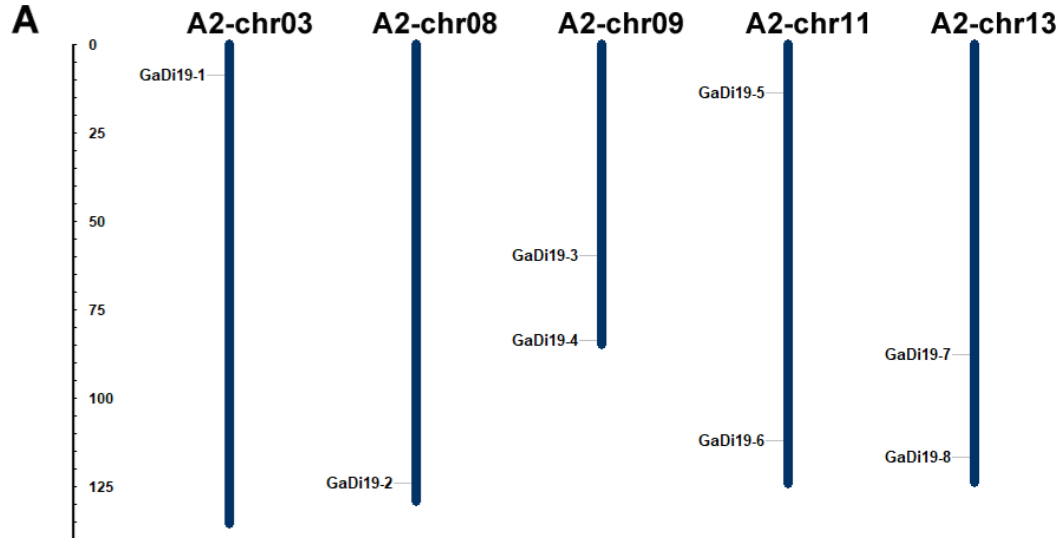 A
A2-chr03 A2-chr08 A2-chr09 A2-chr11 A2-chr13
0
GaDi19-1
GaDi19-5
25
50
GaDi19-3
75
GaDi19-4
GaDi19-7
100
GaDi19-6
GaDi19-8
GaDi19-2
125